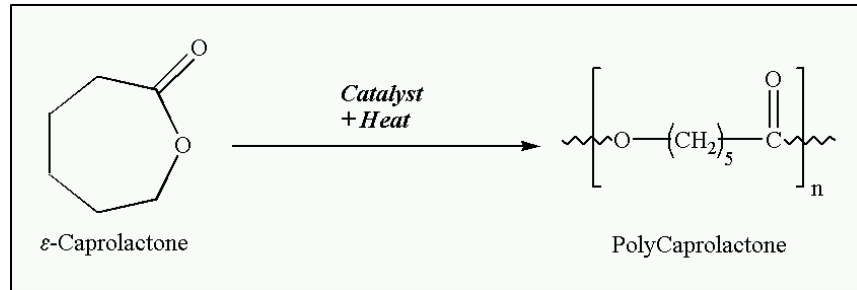 O
O
Catalyst
+ Heat
O
O
(CH₂)₅
C
n
ε-Caprolactone
PolyCaprolactone